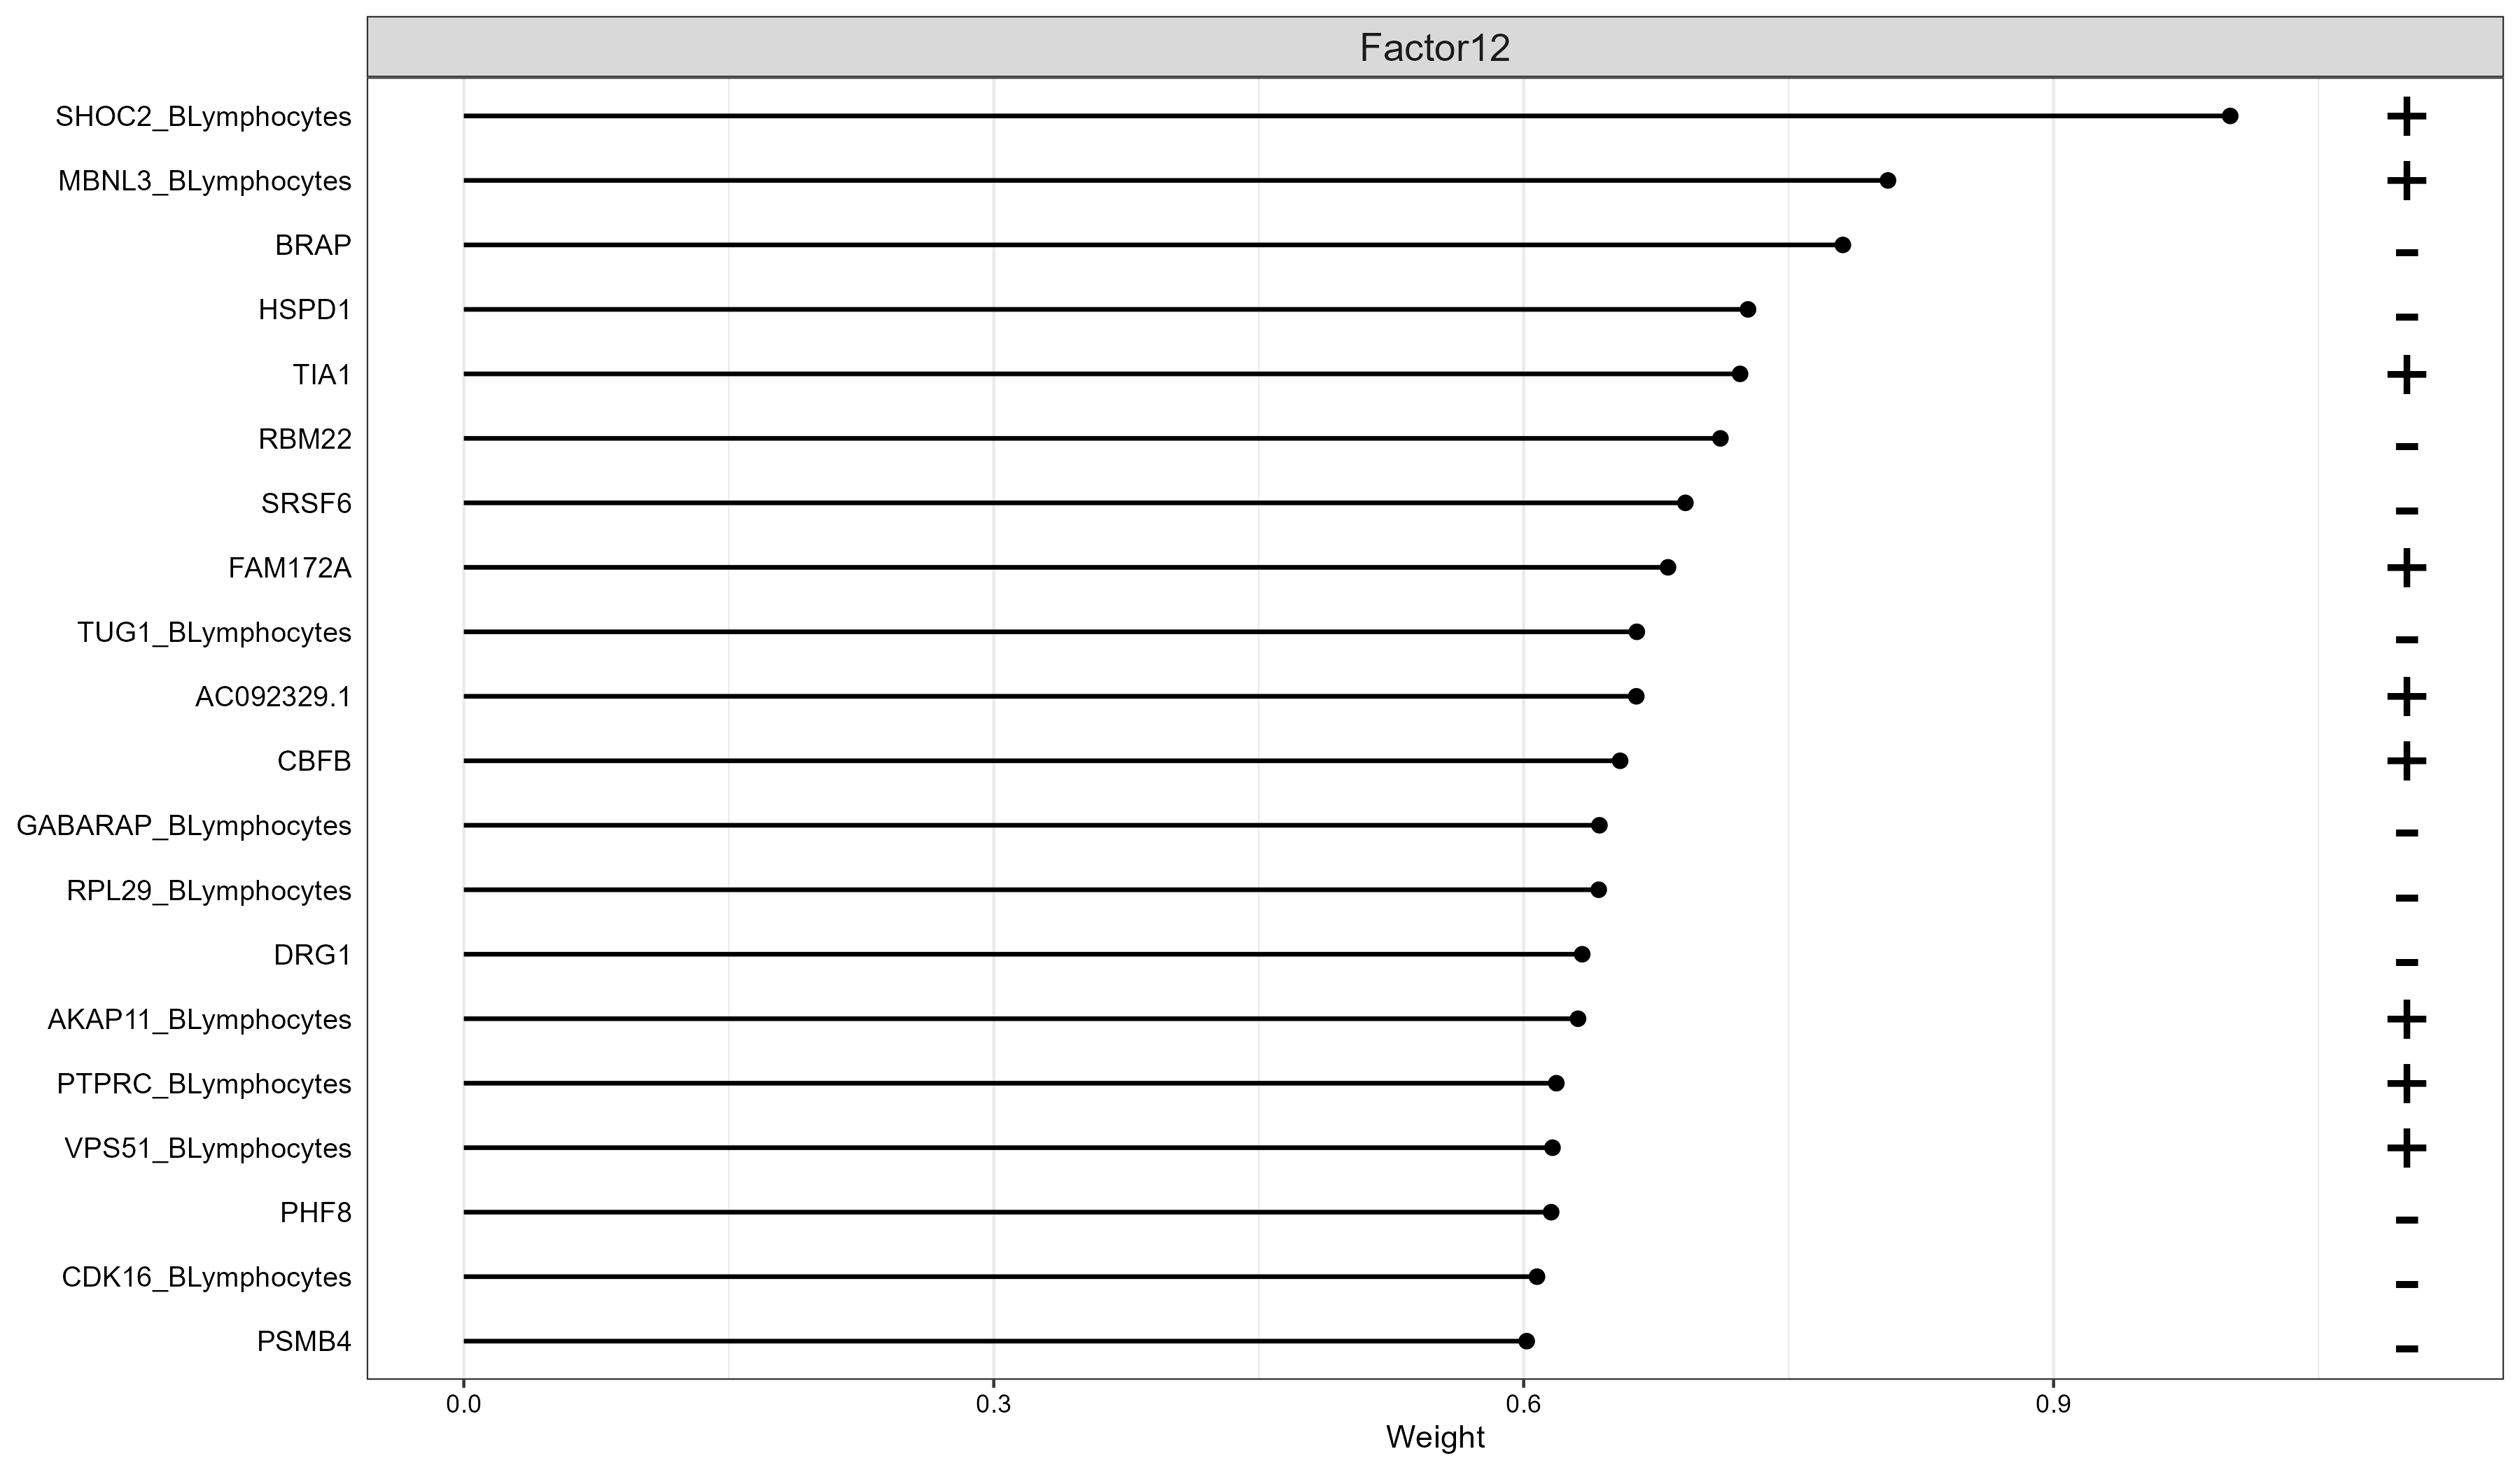 Factor12
SHOC2_BLymphocytes +
MBNL3_BLymphocytes +
BRAP -
HSPD1 -
TIA1 +
RBM22 -
SRSF6 -
FAM172A +
TUG1_BLymphocytes -
AC092329.1 +
CBFB +
GABARAP_BLymphocytes -
RPL29_BLymphocytes -
DRG1 -
AKAP11_BLymphocytes +
PTPRC_BLymphocytes +
VPS51_BLymphocytes +
PHF8 -
CDK16_BLymphocytes -
PSMB4 -
0.0 0.3 0.6 0.9
Weight